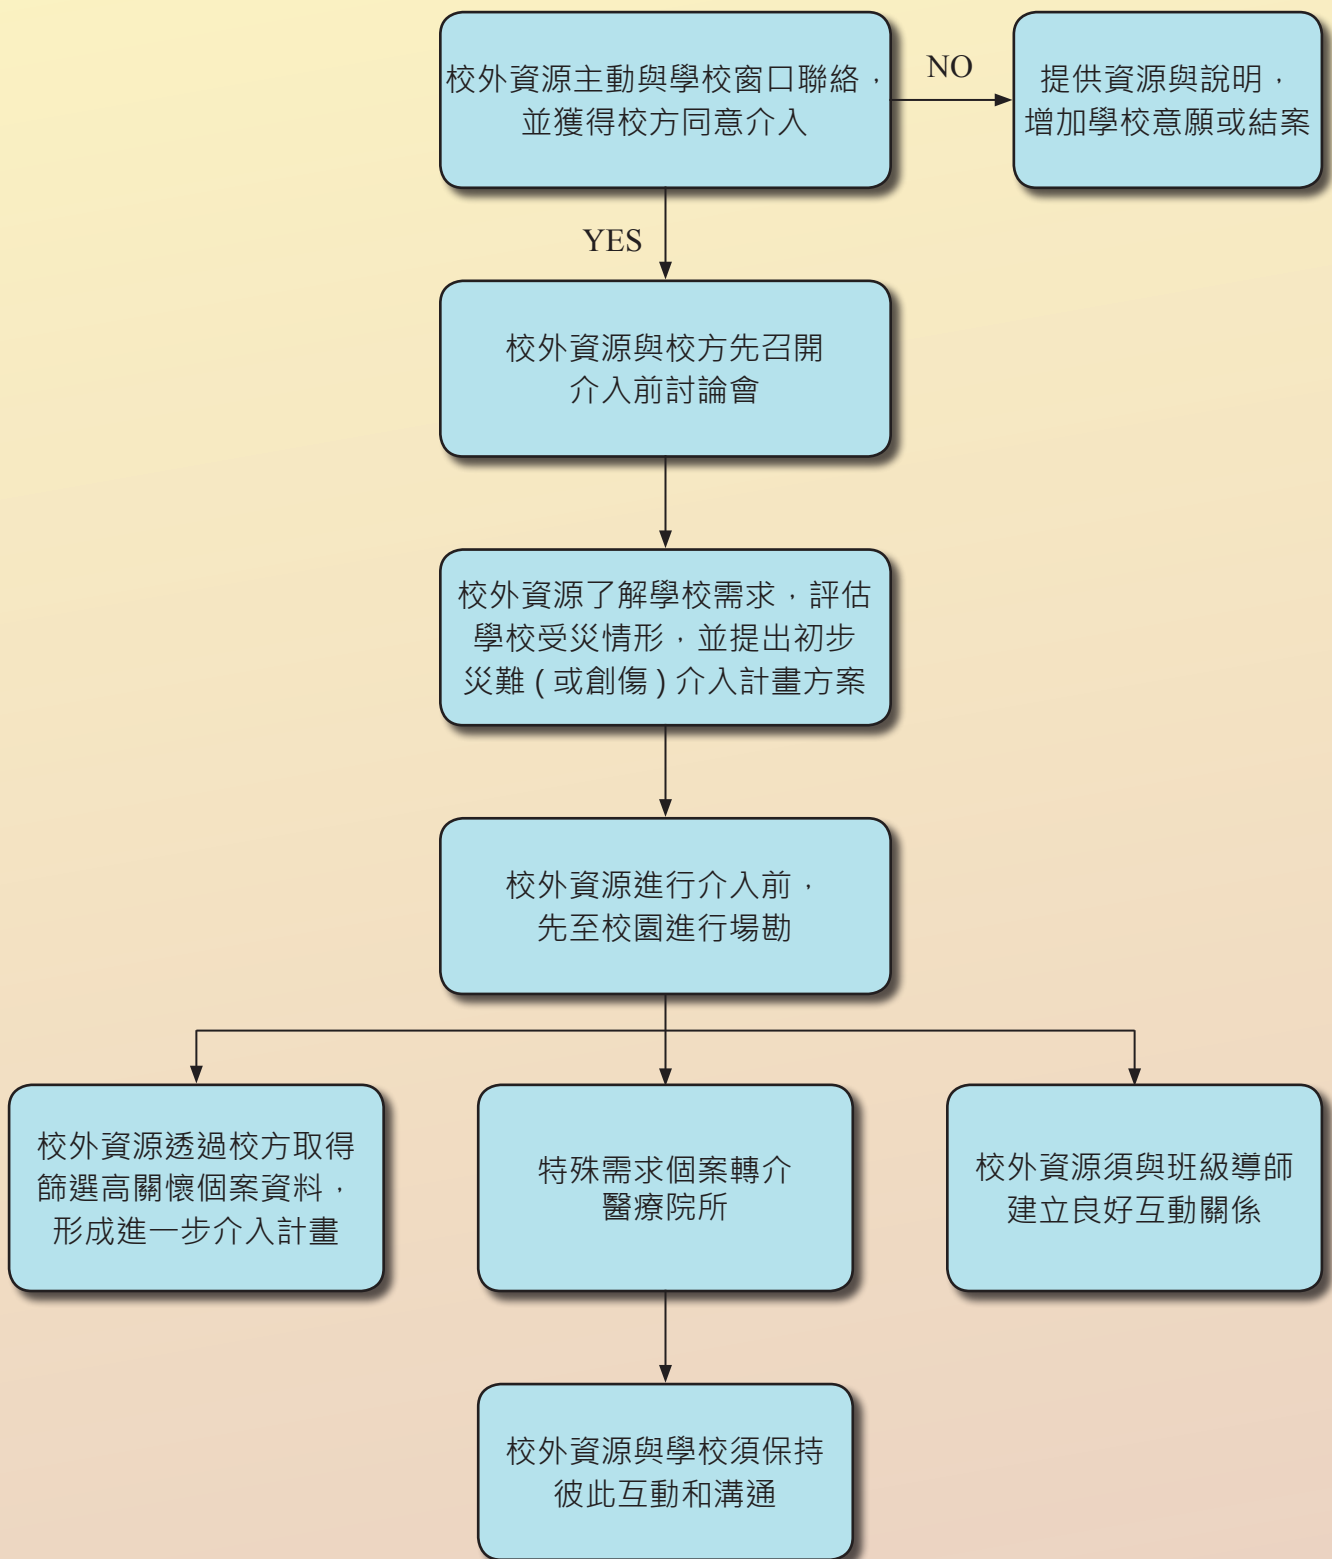 校外資源主動與學校窗口聯絡，
並獲得校方同意介入
NO
提供資源與說明，
增加學校意願或結案
YES
校外資源與校方先召開
介入前討論會
校外資源了解學校需求，評估
學校受災情形，並提出初步
災難 ( 或創傷 ) 介入計畫方案
校外資源進行介入前，
先至校園進行場勘
校外資源透過校方取得
篩選高關懷個案資料，
形成進一步介入計畫
特殊需求個案轉介
醫療院所
校外資源須與班級導師
建立良好互動關係
校外資源與學校須保持
彼此互動和溝通